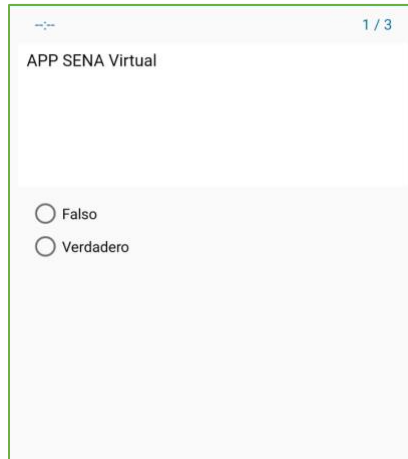 --:--
1 / 3
APP SENA Virtual
Falso
Verdadero